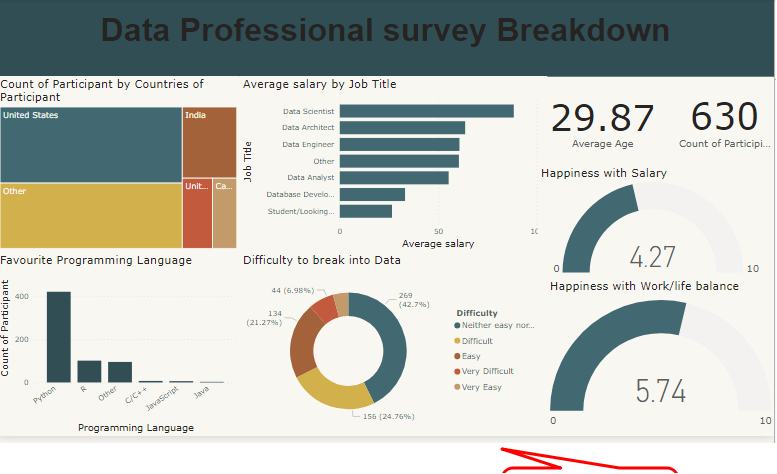 Data Professional survey Breakdown
Count of Participant by Countries of
Participant
United States
India
Other
Unit...
Ca...
Average salary by Job Title
Job Title
Data Scientist
Data Architect
Data Engineer
Other
Data Analyst
Database Develo...
Student/Looking...
0
50
Average salary
29.87
Average Age
630
Count of Participi...
Happiness with Salary
4.27
0
10
Favourite Programming Language
Count of Participant
400
200
0
Python
R
Other
C/C++
JavaScript
Java
Programming Language
Difficulty to break into Data
44 (6.98%)
269
(42.7%)
134
(21.27%)
156 (24.76%)
Difficulty
Neither easy nor...
Difficult
Easy
Very Difficult
Very Easy
Happiness with Work/life balance
5.74
0
10